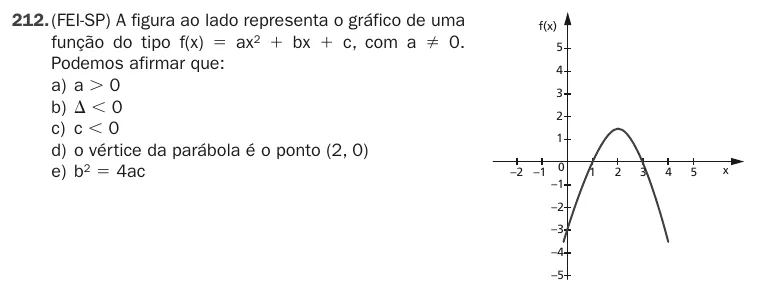 212. (FEI-SP) A figura ao lado representa o gráfico de uma
função do tipo f(x) = ax² + bx + c, com a ≠ 0.
Podemos afirmar que:
a) a > 0
b) Δ < 0
c) c < 0
d) o vértice da parábola é o ponto (2, 0)
e) b² = 4ac
f(x)
5
4
3
2
1
−2 −1 0 1 2 3 4 5 x
−1
−2
−3
−4
−5